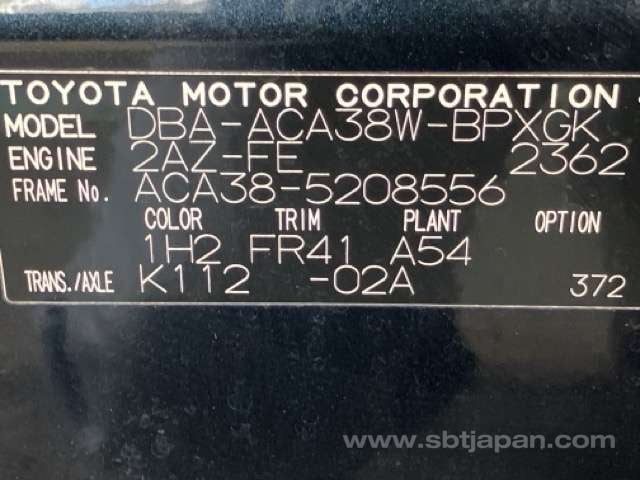 TOYOTA MOTOR CORPORATION
MODEL DBA-ACA38W-BPXGK
ENGINE 2AZ-FE 2362
FRAME No. ACA38-5208556
COLOR TRIM PLANT OPTION
1H2 FR41 A54
TRANS./AXLE K112 -02A 372
www.sbtjapan.com/